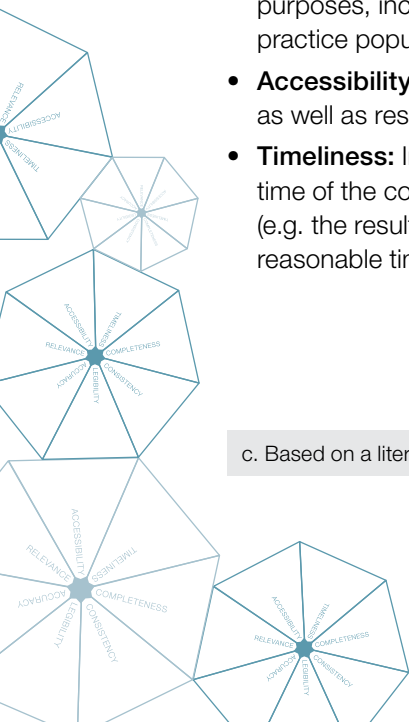 purposes, inc
practice popu
• Accessibility
as well as res
• Timeliness: I
time of the co
(e.g. the result
reasonable tin
c. Based on a liter
RELEVANCE
ACCESSIBILITY
TIMELINESS
ACCESSIBILITY
TIMELINESS
RELEVANCE
COMPLETENESS
ACCURACY
CONSISTENCY
LEGIBILITY
ACCESSIBILITY
TIMELINESS
RELEVANCE
COMPLETENESS
ACCURACY
CONSISTENCY
LEGIBILITY
ACCESSIBILITY
TIMELINESS
RELEVANCE
COMPLETENESS
ACCURACY
CONSISTENCY
LEGIBILITY